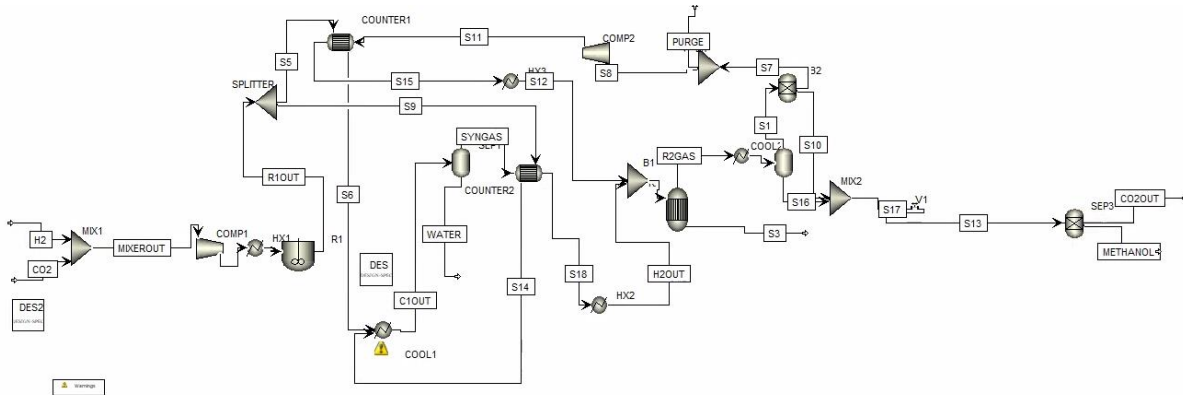 COUNTER1
S11
COMP2
PURGE
S5
S8
S7
B2
S15
HX3
S12
SPLITTER
S9
S1
SYNGAS
SEP1
R2GAS
COOL2
S10
B1
COUNTER2
R1OUT
S6
MIX2
S16
V1
S17
CO2OUT
SEP3
S13
H2
MIX1
MIXEROUT
COMP1
HX1
R1
WATER
S3
METHANOL
CO2
DES
S18
H2OUT
S14
HX2
C1OUT
DES2
COOL1
Warnings